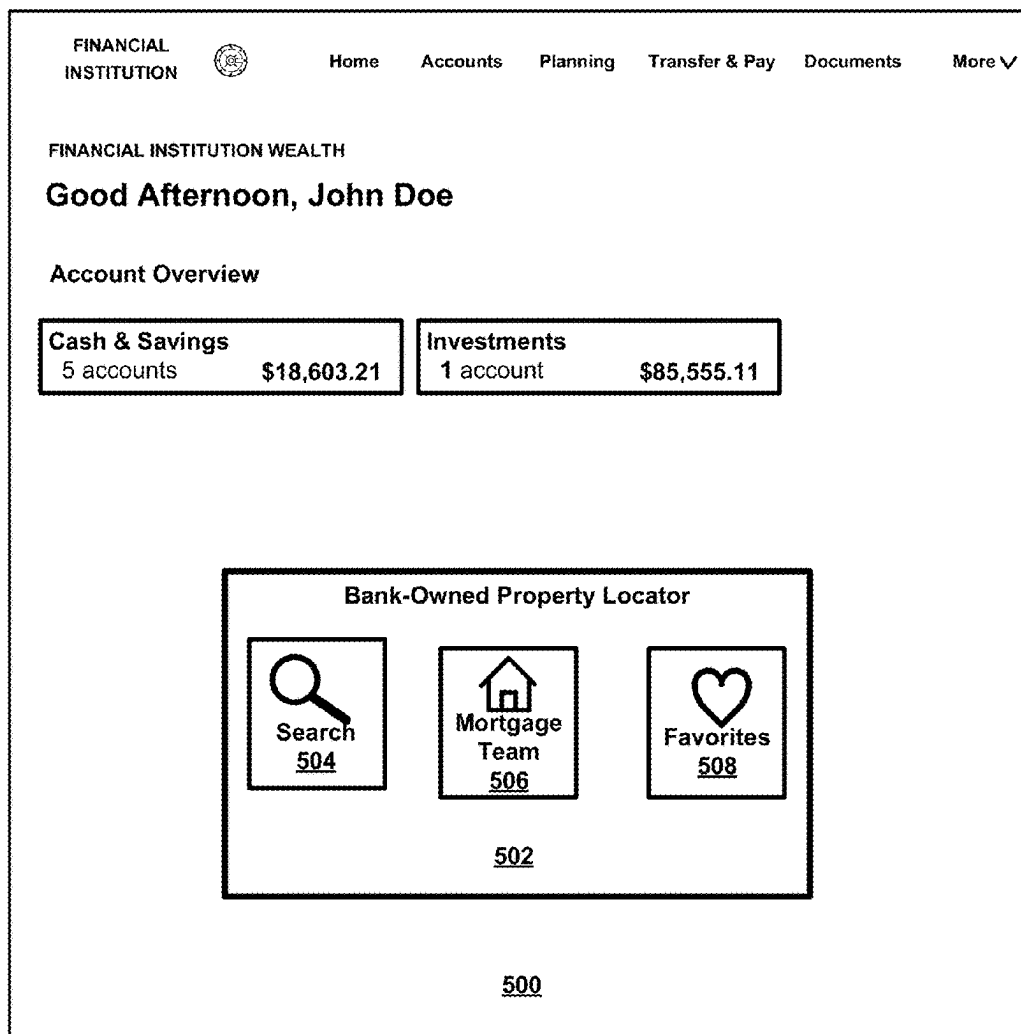 FINANCIAL
INSTITUTION
Home Accounts Planning Transfer & Pay Documents More
FINANCIAL INSTITUTION WEALTH
Good Afternoon, John Doe
Account Overview
Cash & Savings
5 accounts $18,603.21
Investments
1 account $85,555.11
Bank-Owned Property Locator
Search
504
Mortgage
Team
506
Favorites
508
502
500